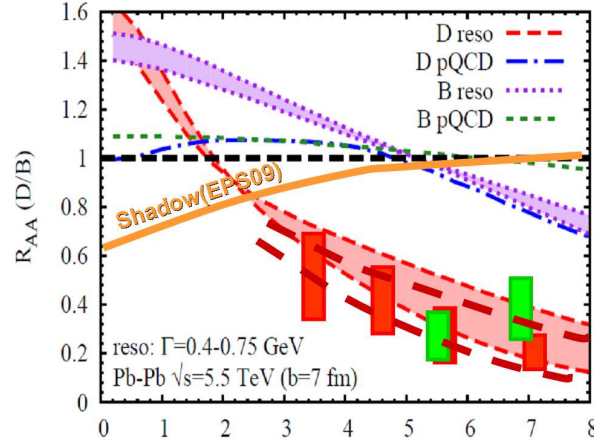 1.6
1.4
1.2
1
0.8
0.6
0.4
0.2
0
R_AA (D/B)
D reso
D pQCD
B reso
B pQCD
Shadow(EPS09)
reso: Γ=0.4-0.75 GeV
Pb-Pb √s=5.5 TeV (b=7 fm)
0 1 2 3 4 5 6 7 8